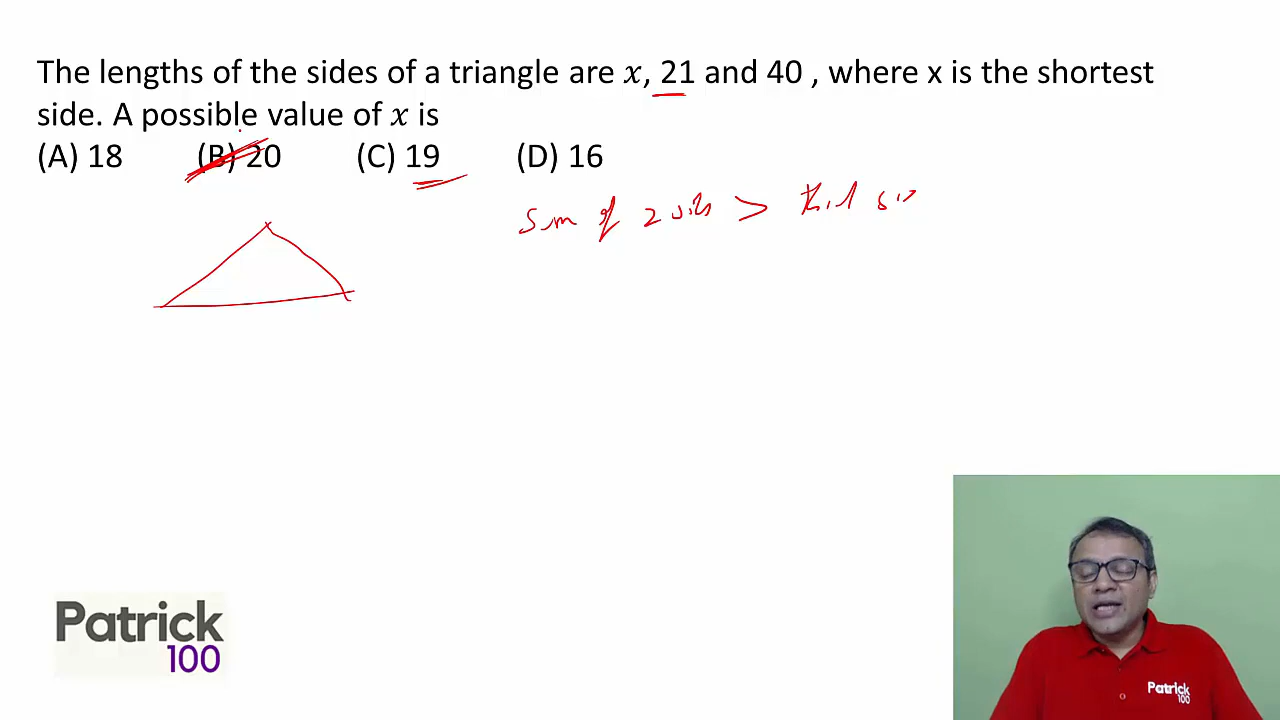 The lengths of the sides of a triangle are x, 21 and 40 , where x is the shortest
side. A possible value of x is
(A) 18 (B) 20 (C) 19 (D) 16
Sum of 2 sides > third
Patrick
100
Patrick
100